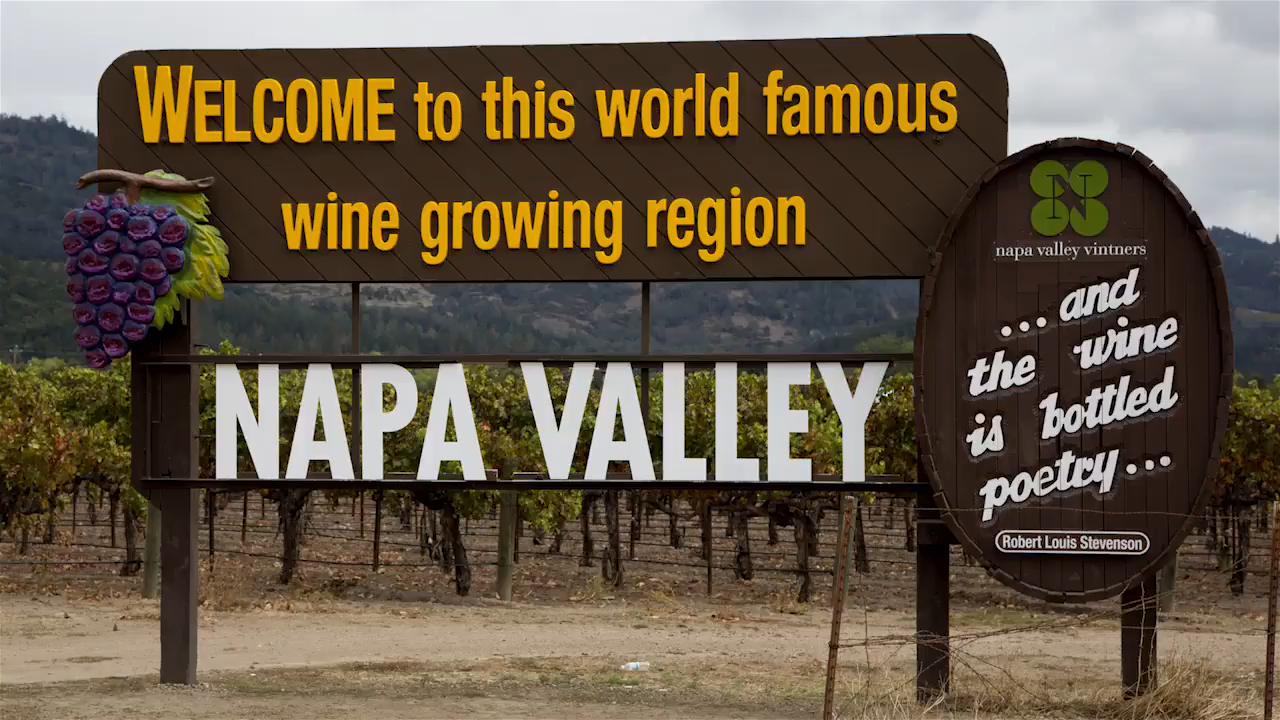 WELCOME to this world famous
wine growing region
NAPA VALLEY
N
napa valley vintners
...and
the wine
is bottled
poetry...
Robert Louis Stevenson